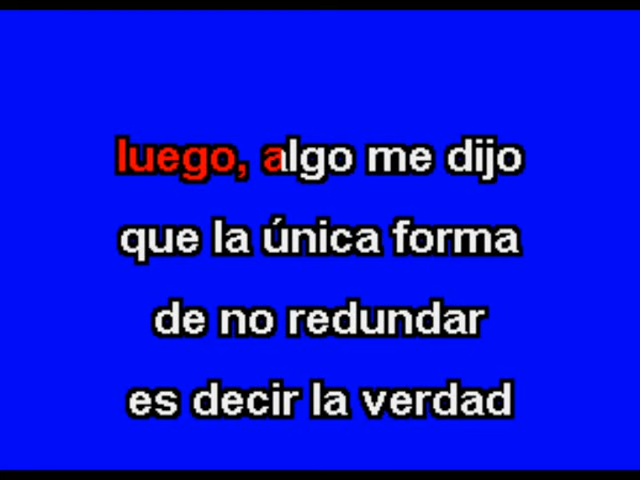 luego, algo me dijo
que la única forma
de no redundar
es decir la verdad